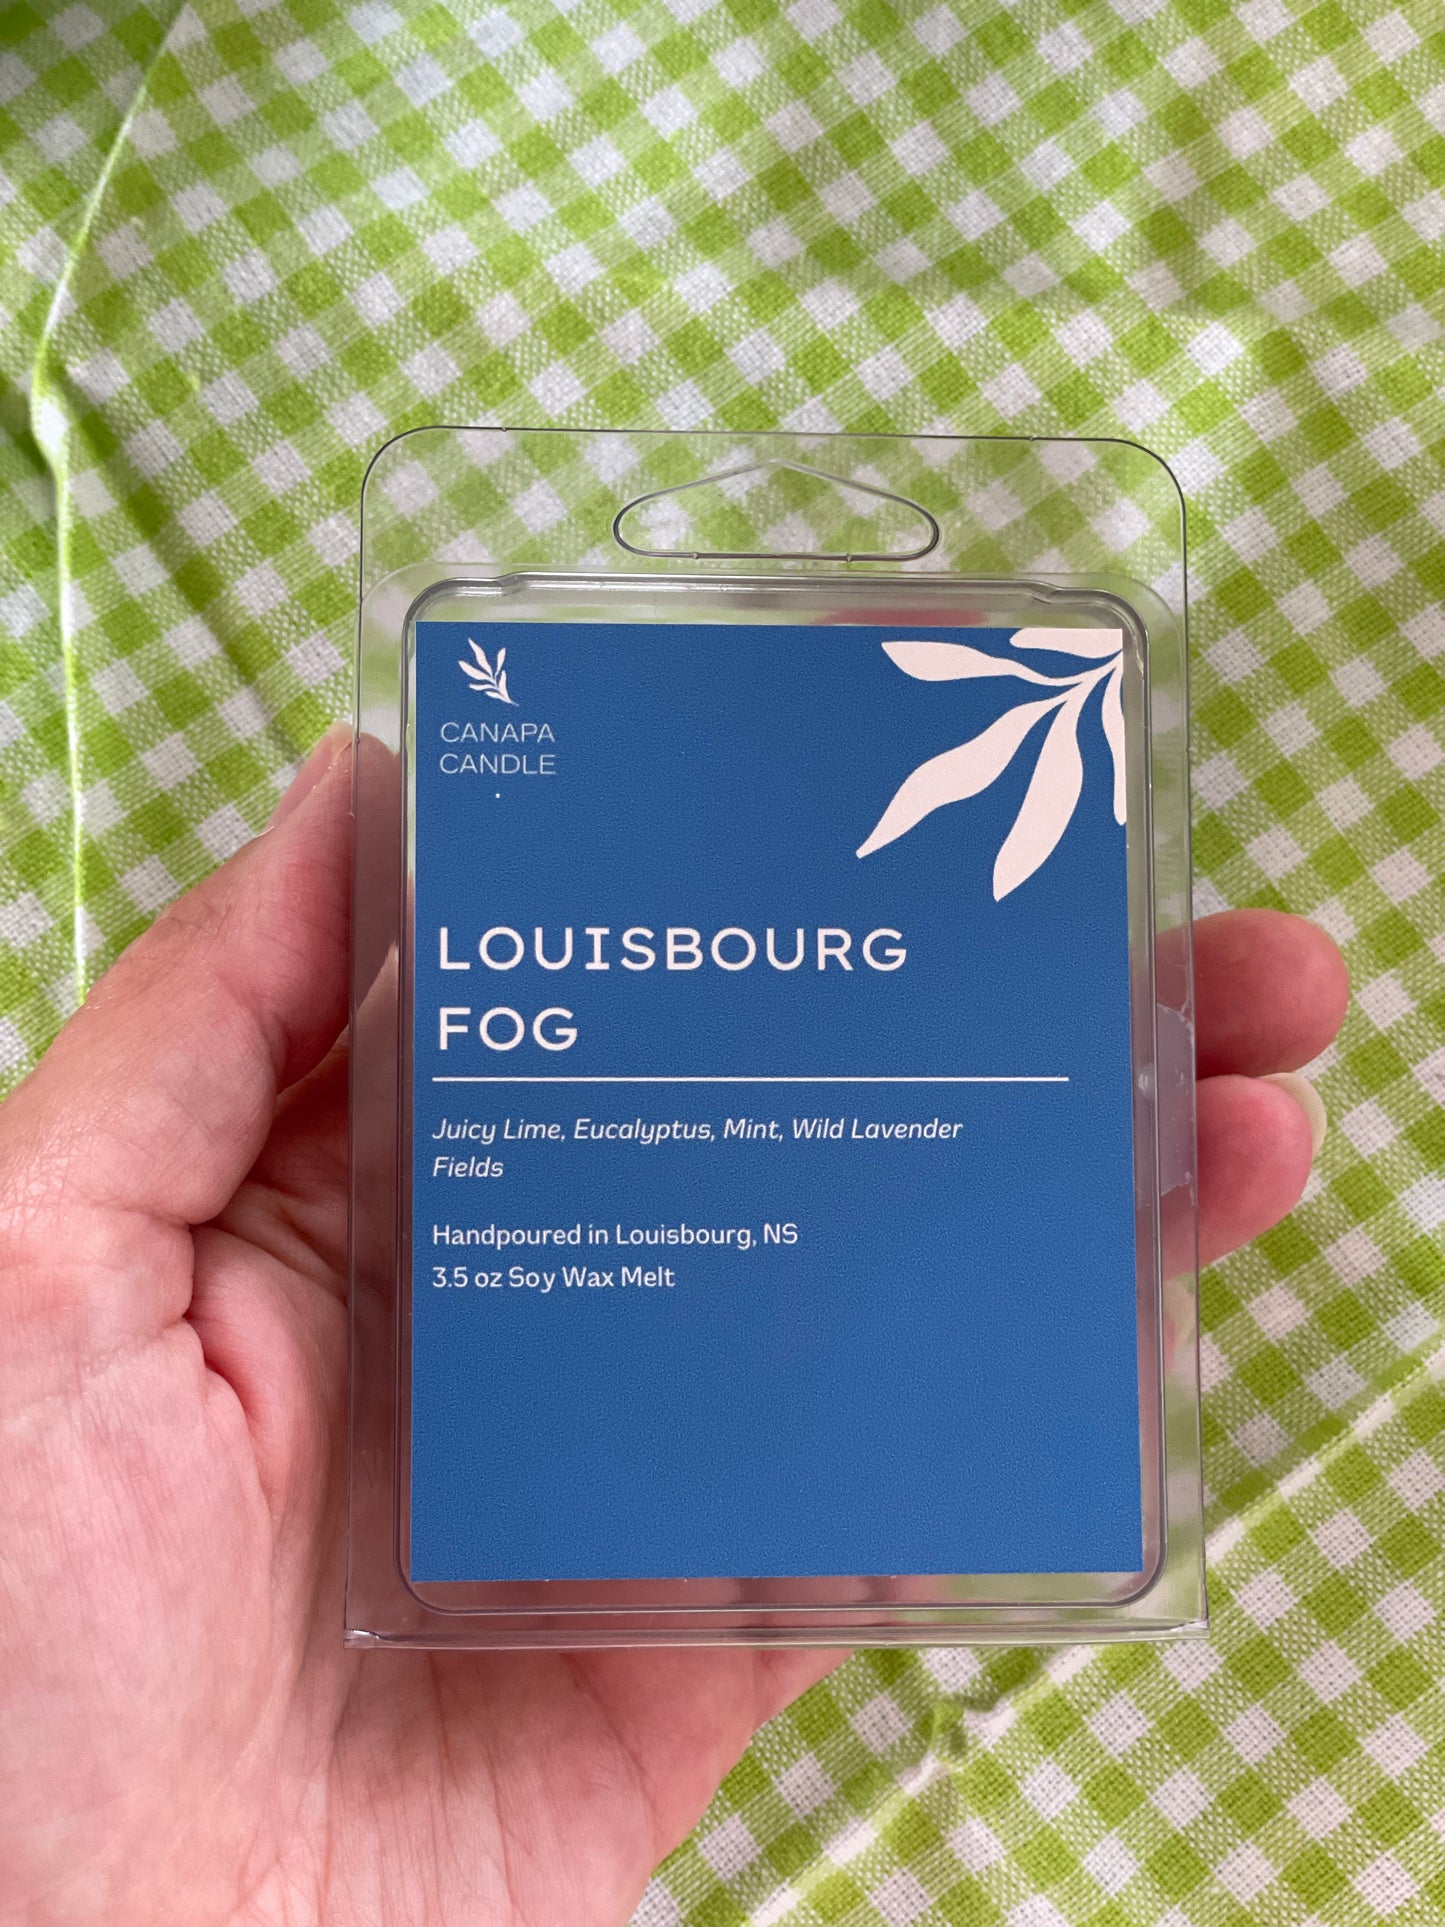 CANAPA
CANDLE
LOUISBOURG
FOG
Juicy Lime, Eucalyptus, Mint, Wild Lavender
Fields
Handpoured in Louisbourg, NS
3.5 oz Soy Wax Melt